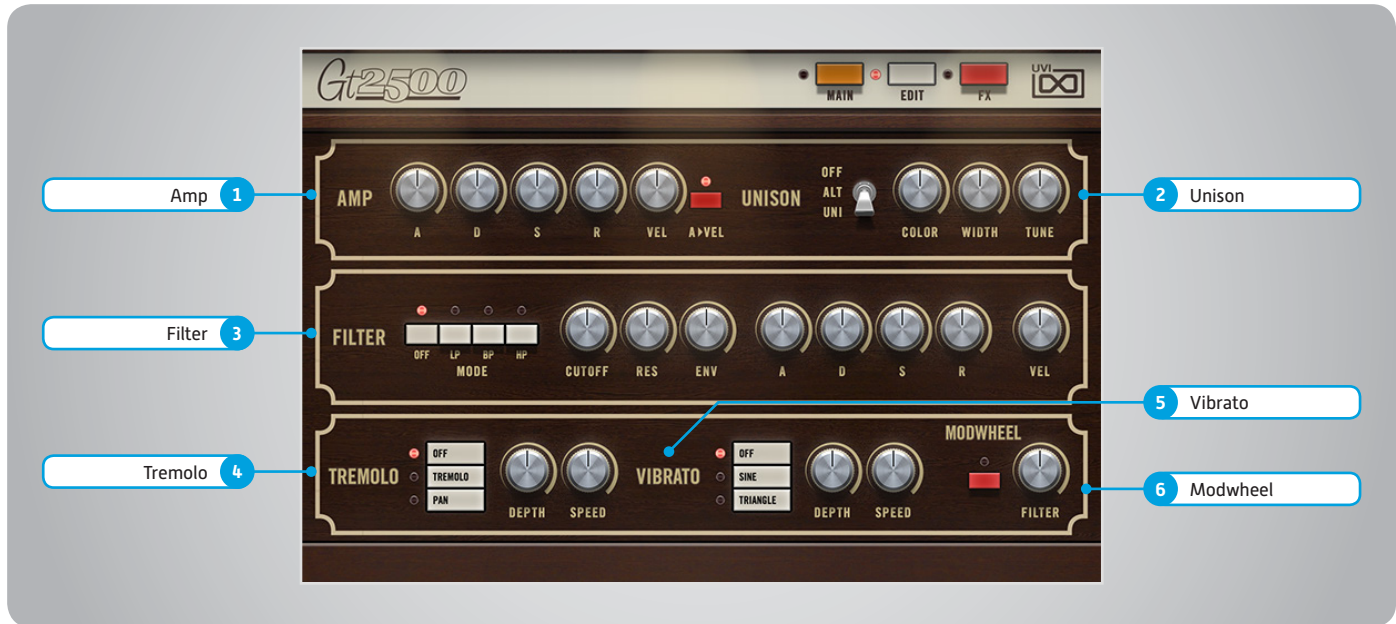 Gt2500
MAIN
EDIT
FX
UVI
Amp 1
AMP
A
D
S
R
VEL
A▶VEL
UNISON
OFF
ALT
UNI
COLOR
WIDTH
TUNE
2 Unison
Filter 3
FILTER
OFF
LP
BP
HP
MODE
CUTOFF
RES
ENV
A
D
S
R
VEL
5 Vibrato
Tremolo 4
TREMOLO
OFF
TREMOLO
PAN
DEPTH
SPEED
VIBRATO
OFF
SINE
TRIANGLE
DEPTH
SPEED
MODWHEEL
FILTER
6 Modwheel